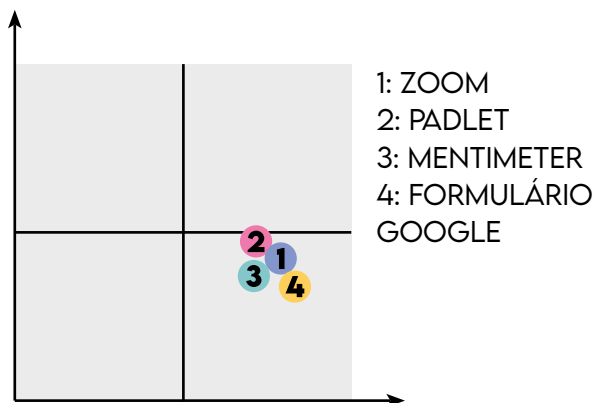 1: ZOOM
2: PADLET
3: MENTIMETER
4: FORMULÁRIO
GOOGLE
2
1
3
4